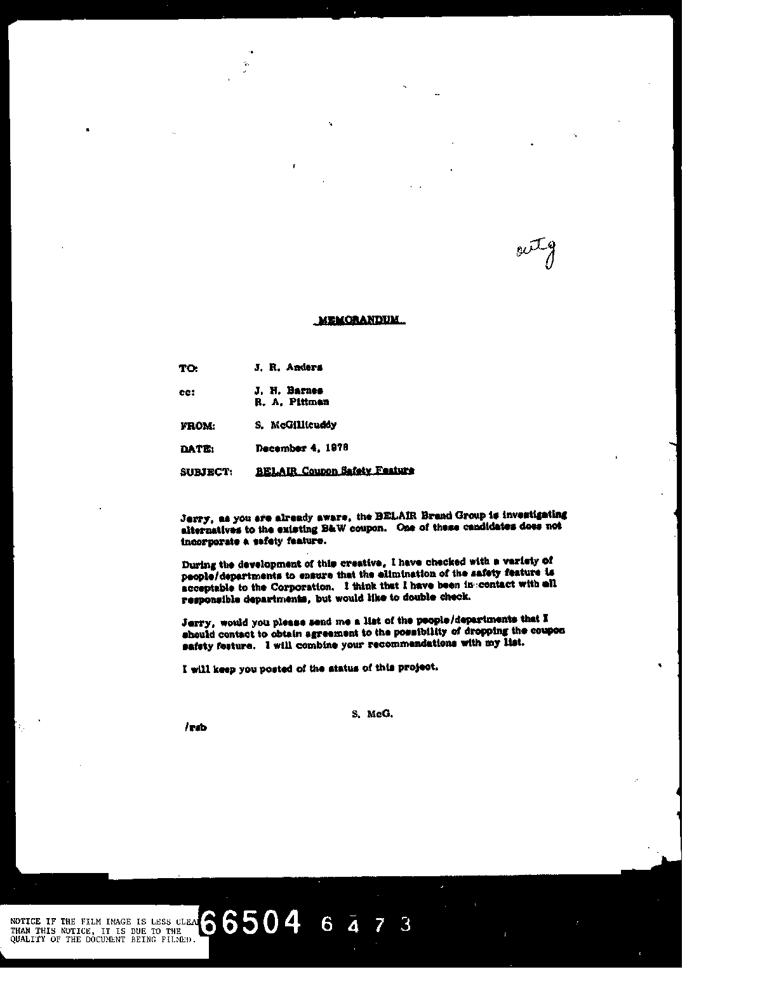 outg
MEMORANDUM
TO: J. R. Anders
cc: J. H. Barnes
R. A. Pittman
FROM: S. McGillicuddy
DATE: December 4, 1978
SUBJECT: BELAIR Coupon Safety Feature
Jerry, as you are already aware, the BELAIR Brand Group is investigating
alternatives to the existing B&W coupon. One of these candidates does not
incorporate a safety feature.
During the development of this creative, I have checked with a variety of
people/departments to ensure that the elimination of the safety feature is
acceptable to the Corporation. I think that I have been in contact with all
responsible departments, but would like to double check.
Jerry, would you please send me a list of the people/departments that I
should contact to obtain agreement to the possibility of dropping the coupon
safety feature. I will combine your recommendations with my list.
I will keep you posted of the status of this project.
S. McG.
/rsb
NOTICE IF THE FILM IMAGE IS LESS CLEA
THAN THIS NOTICE, IT IS DUE TO THE
QUALITY OF THE DOCUMENT BEING FILMED.
66504 6473